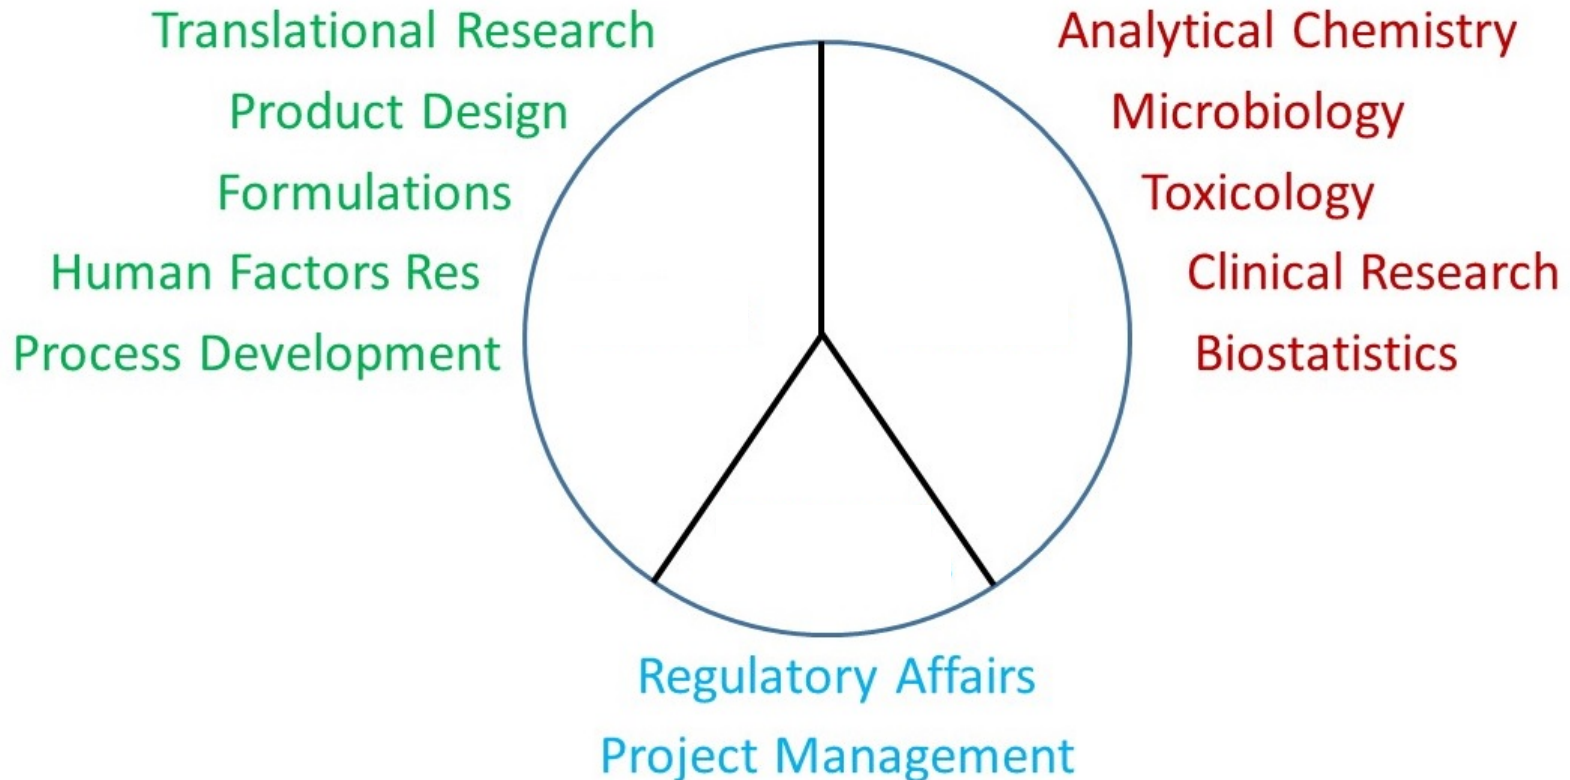 Translational Research
Product Design
Formulations
Human Factors Res
Process Development
Analytical Chemistry
Microbiology
Toxicology
Clinical Research
Biostatistics
Regulatory Affairs
Project Management